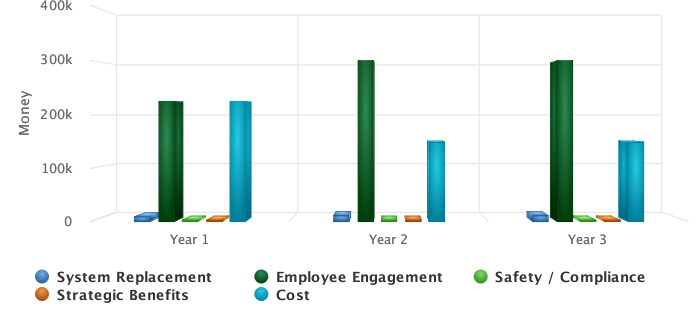 400k
300k
200k
100k
0
Money
Year 1
Year 2
Year 3
System Replacement
Employee Engagement
Safety / Compliance
Strategic Benefits
Cost